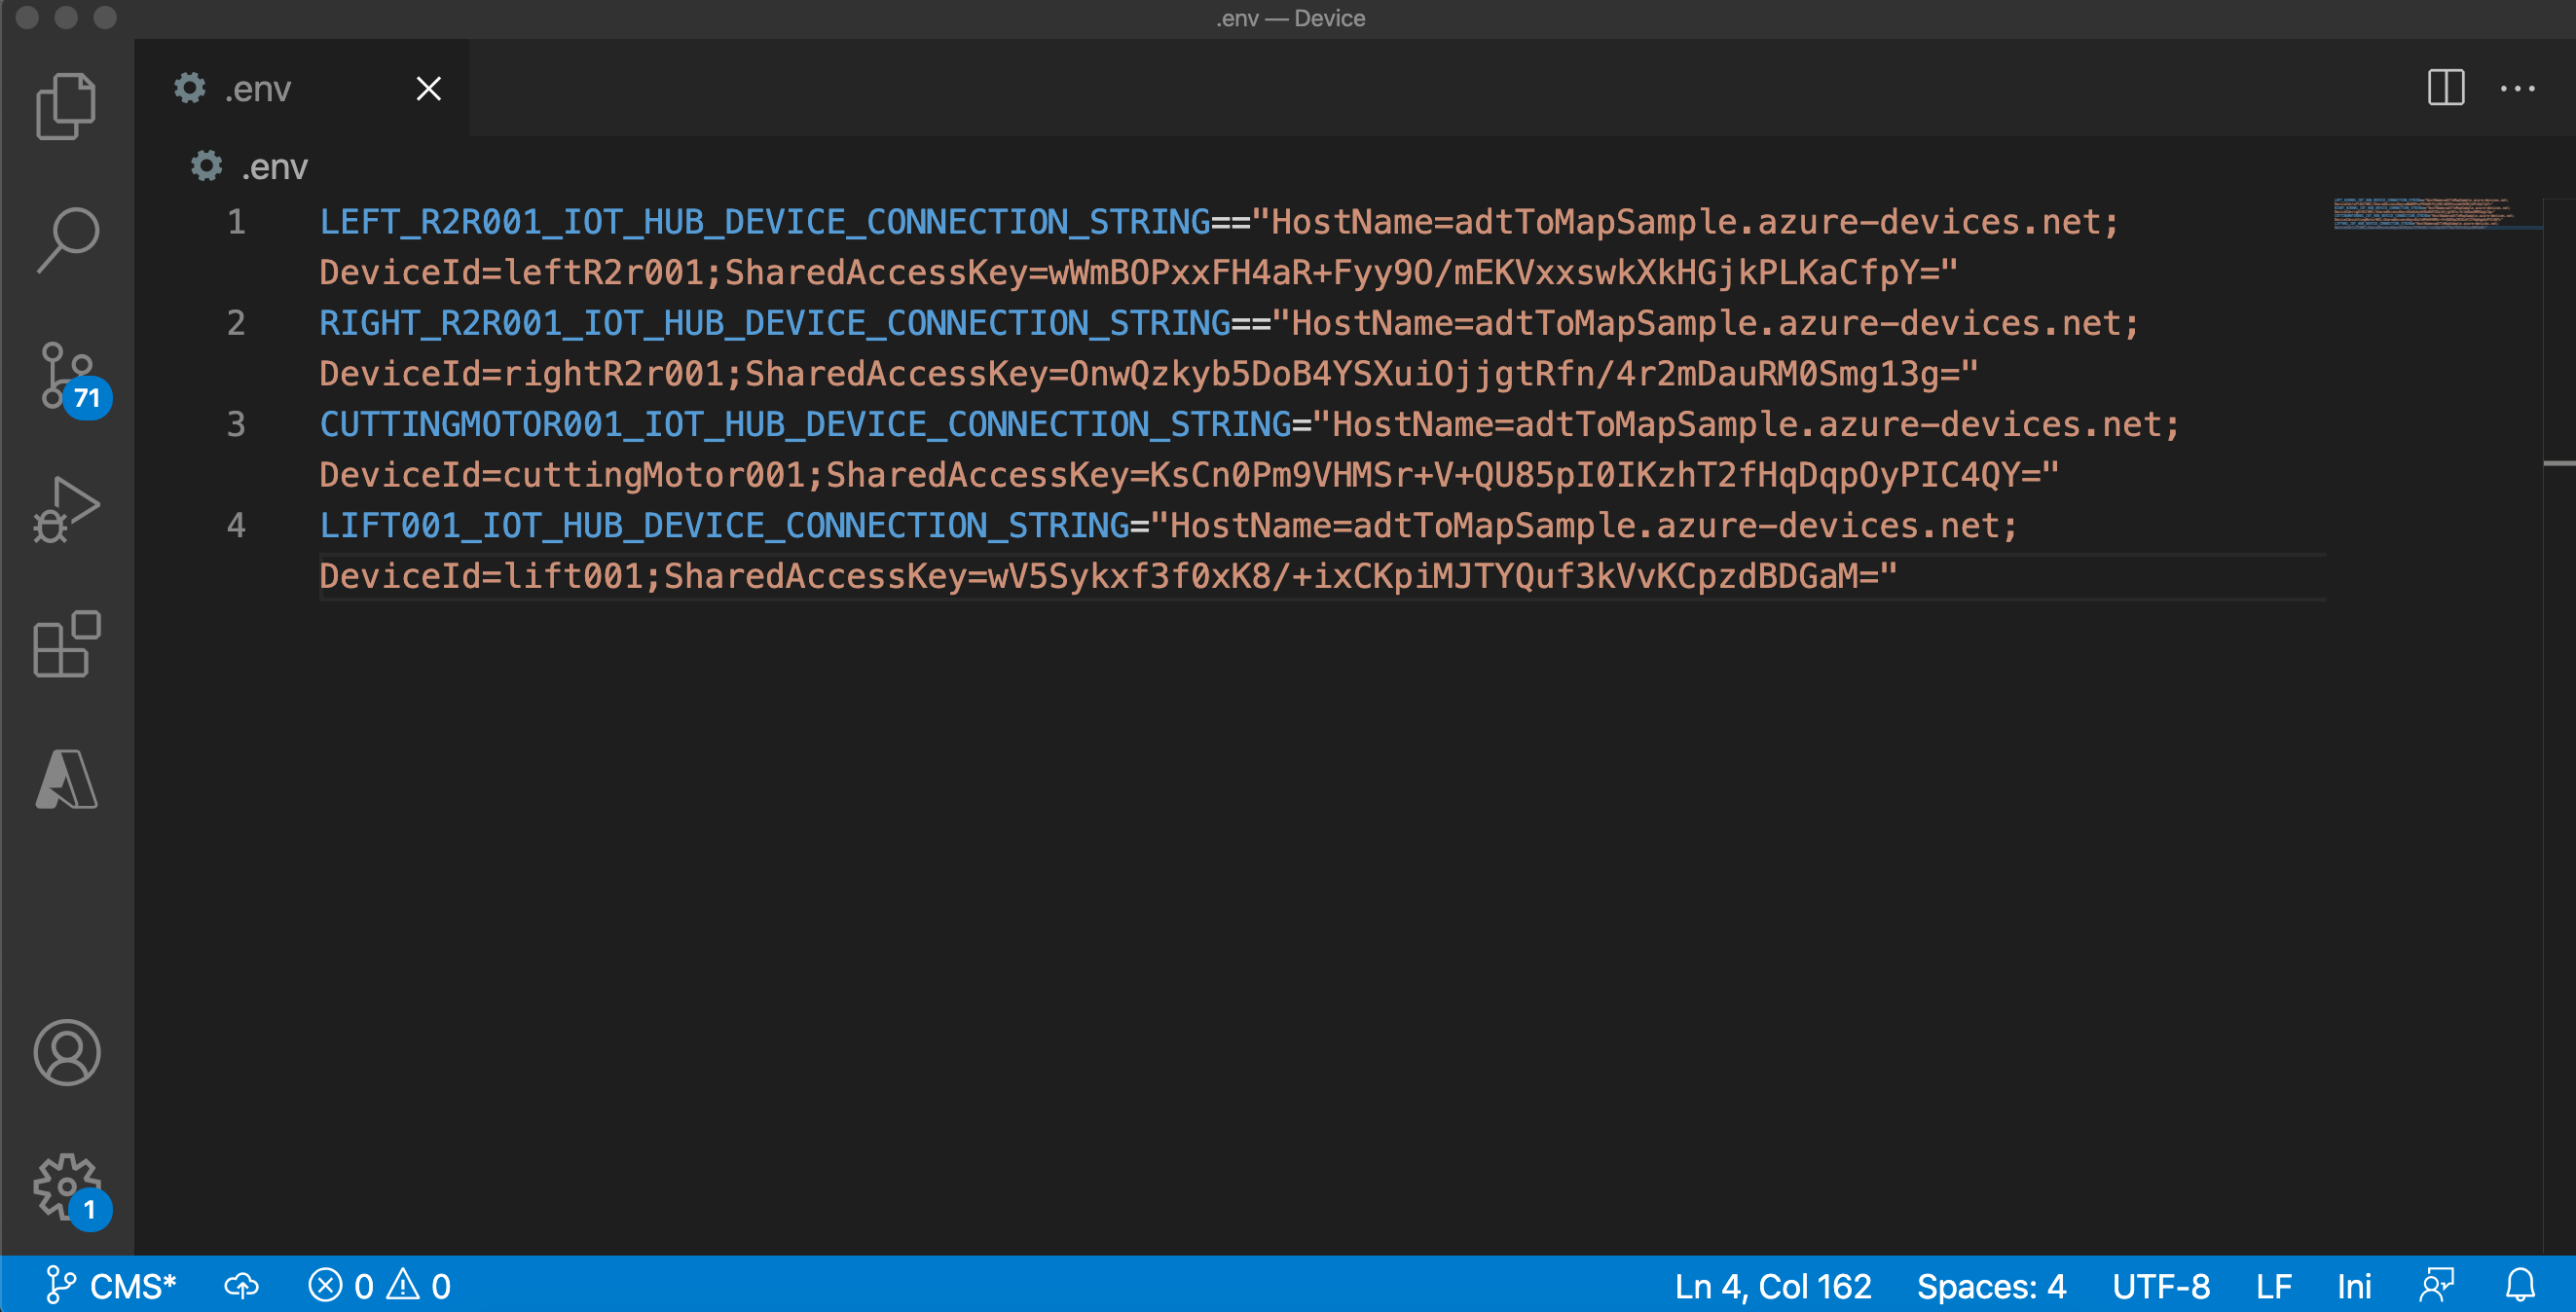 .env — Device
.env
.env
1 LEFT_R2R001_IOT_HUB_DEVICE_CONNECTION_STRING=="HostName=adtToMapSample.azure-devices.net;
DeviceId=leftR2r001;SharedAccessKey=wWmBOPxxFH4aR+Fyy9O/mEKVxxswkXkHGjkPLKaCfpY="
2 RIGHT_R2R001_IOT_HUB_DEVICE_CONNECTION_STRING=="HostName=adtToMapSample.azure-devices.net;
DeviceId=rightR2r001;SharedAccessKey=OnwQzkyb5DoB4YSXuiOjjgtRfn/4r2mDauRM0Smg13g="
3 CUTTINGMOTOR001_IOT_HUB_DEVICE_CONNECTION_STRING="HostName=adtToMapSample.azure-devices.net;
DeviceId=cuttingMotor001;SharedAccessKey=KsCn0Pm9VHMSr+V+QU85pI0IKzhT2fHqDqpOyPIC4QY="
4 LIFT001_IOT_HUB_DEVICE_CONNECTION_STRING="HostName=adtToMapSample.azure-devices.net;
DeviceId=lift001;SharedAccessKey=wV5Sykxf3f0xK8/+ixCKpiMJTYQuf3kVvKCpzdBDGaM="
71
1
CMS* 0 0 Ln 4, Col 162 Spaces: 4 UTF-8 LF Ini